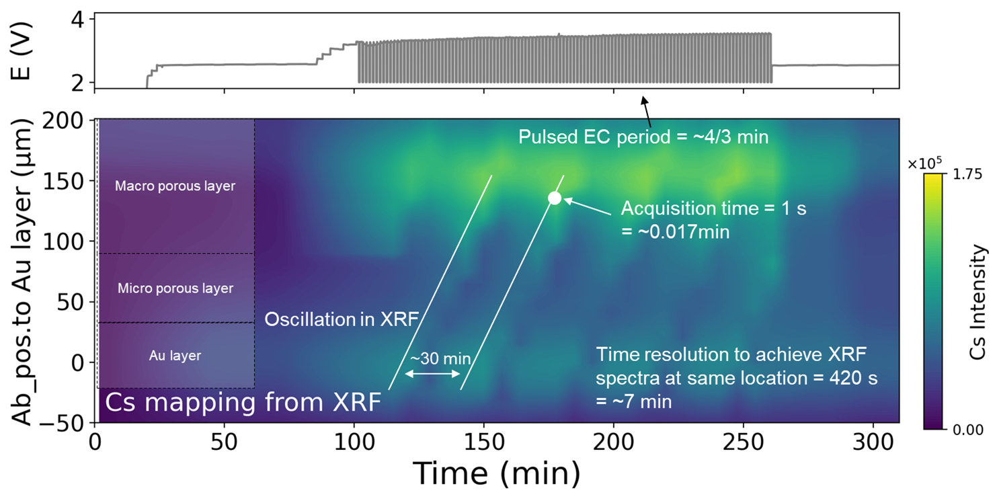 4
2
E (V)
Pulsed EC period = ~4/3 min
200
150
100
50
0
−50
Ab_pos.to Au layer (μm)
Macro porous layer
Micro porous layer
Au layer
Acquisition time = 1 s
= ~0.017min
Oscillation in XRF
~30 min
Time resolution to achieve XRF
spectra at same location = 420 s
= ~7 min
Cs mapping from XRF
0
50
100
150
200
250
300
Time (min)
×10⁵
1.75
0.00
Cs Intensity